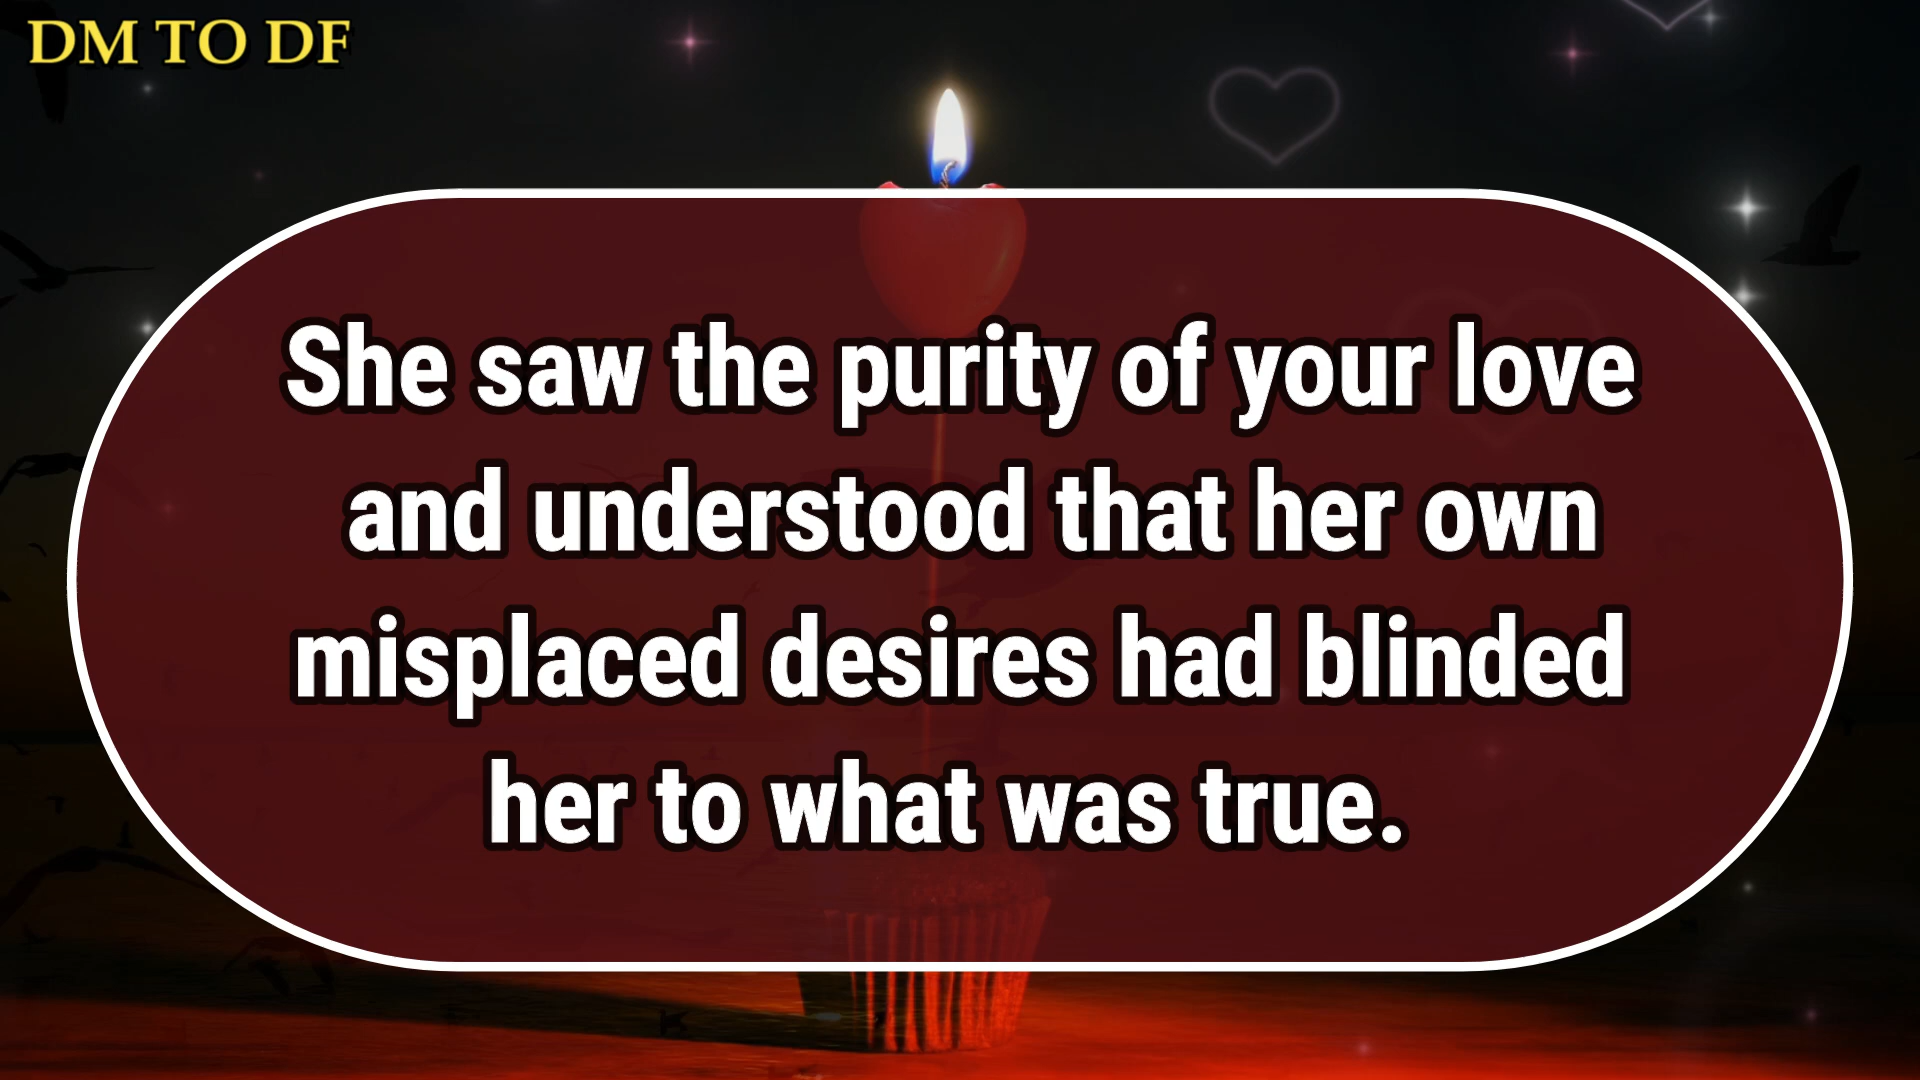 DM TO DF
She saw the purity of your love
and understood that her own
misplaced desires had blinded
her to what was true.